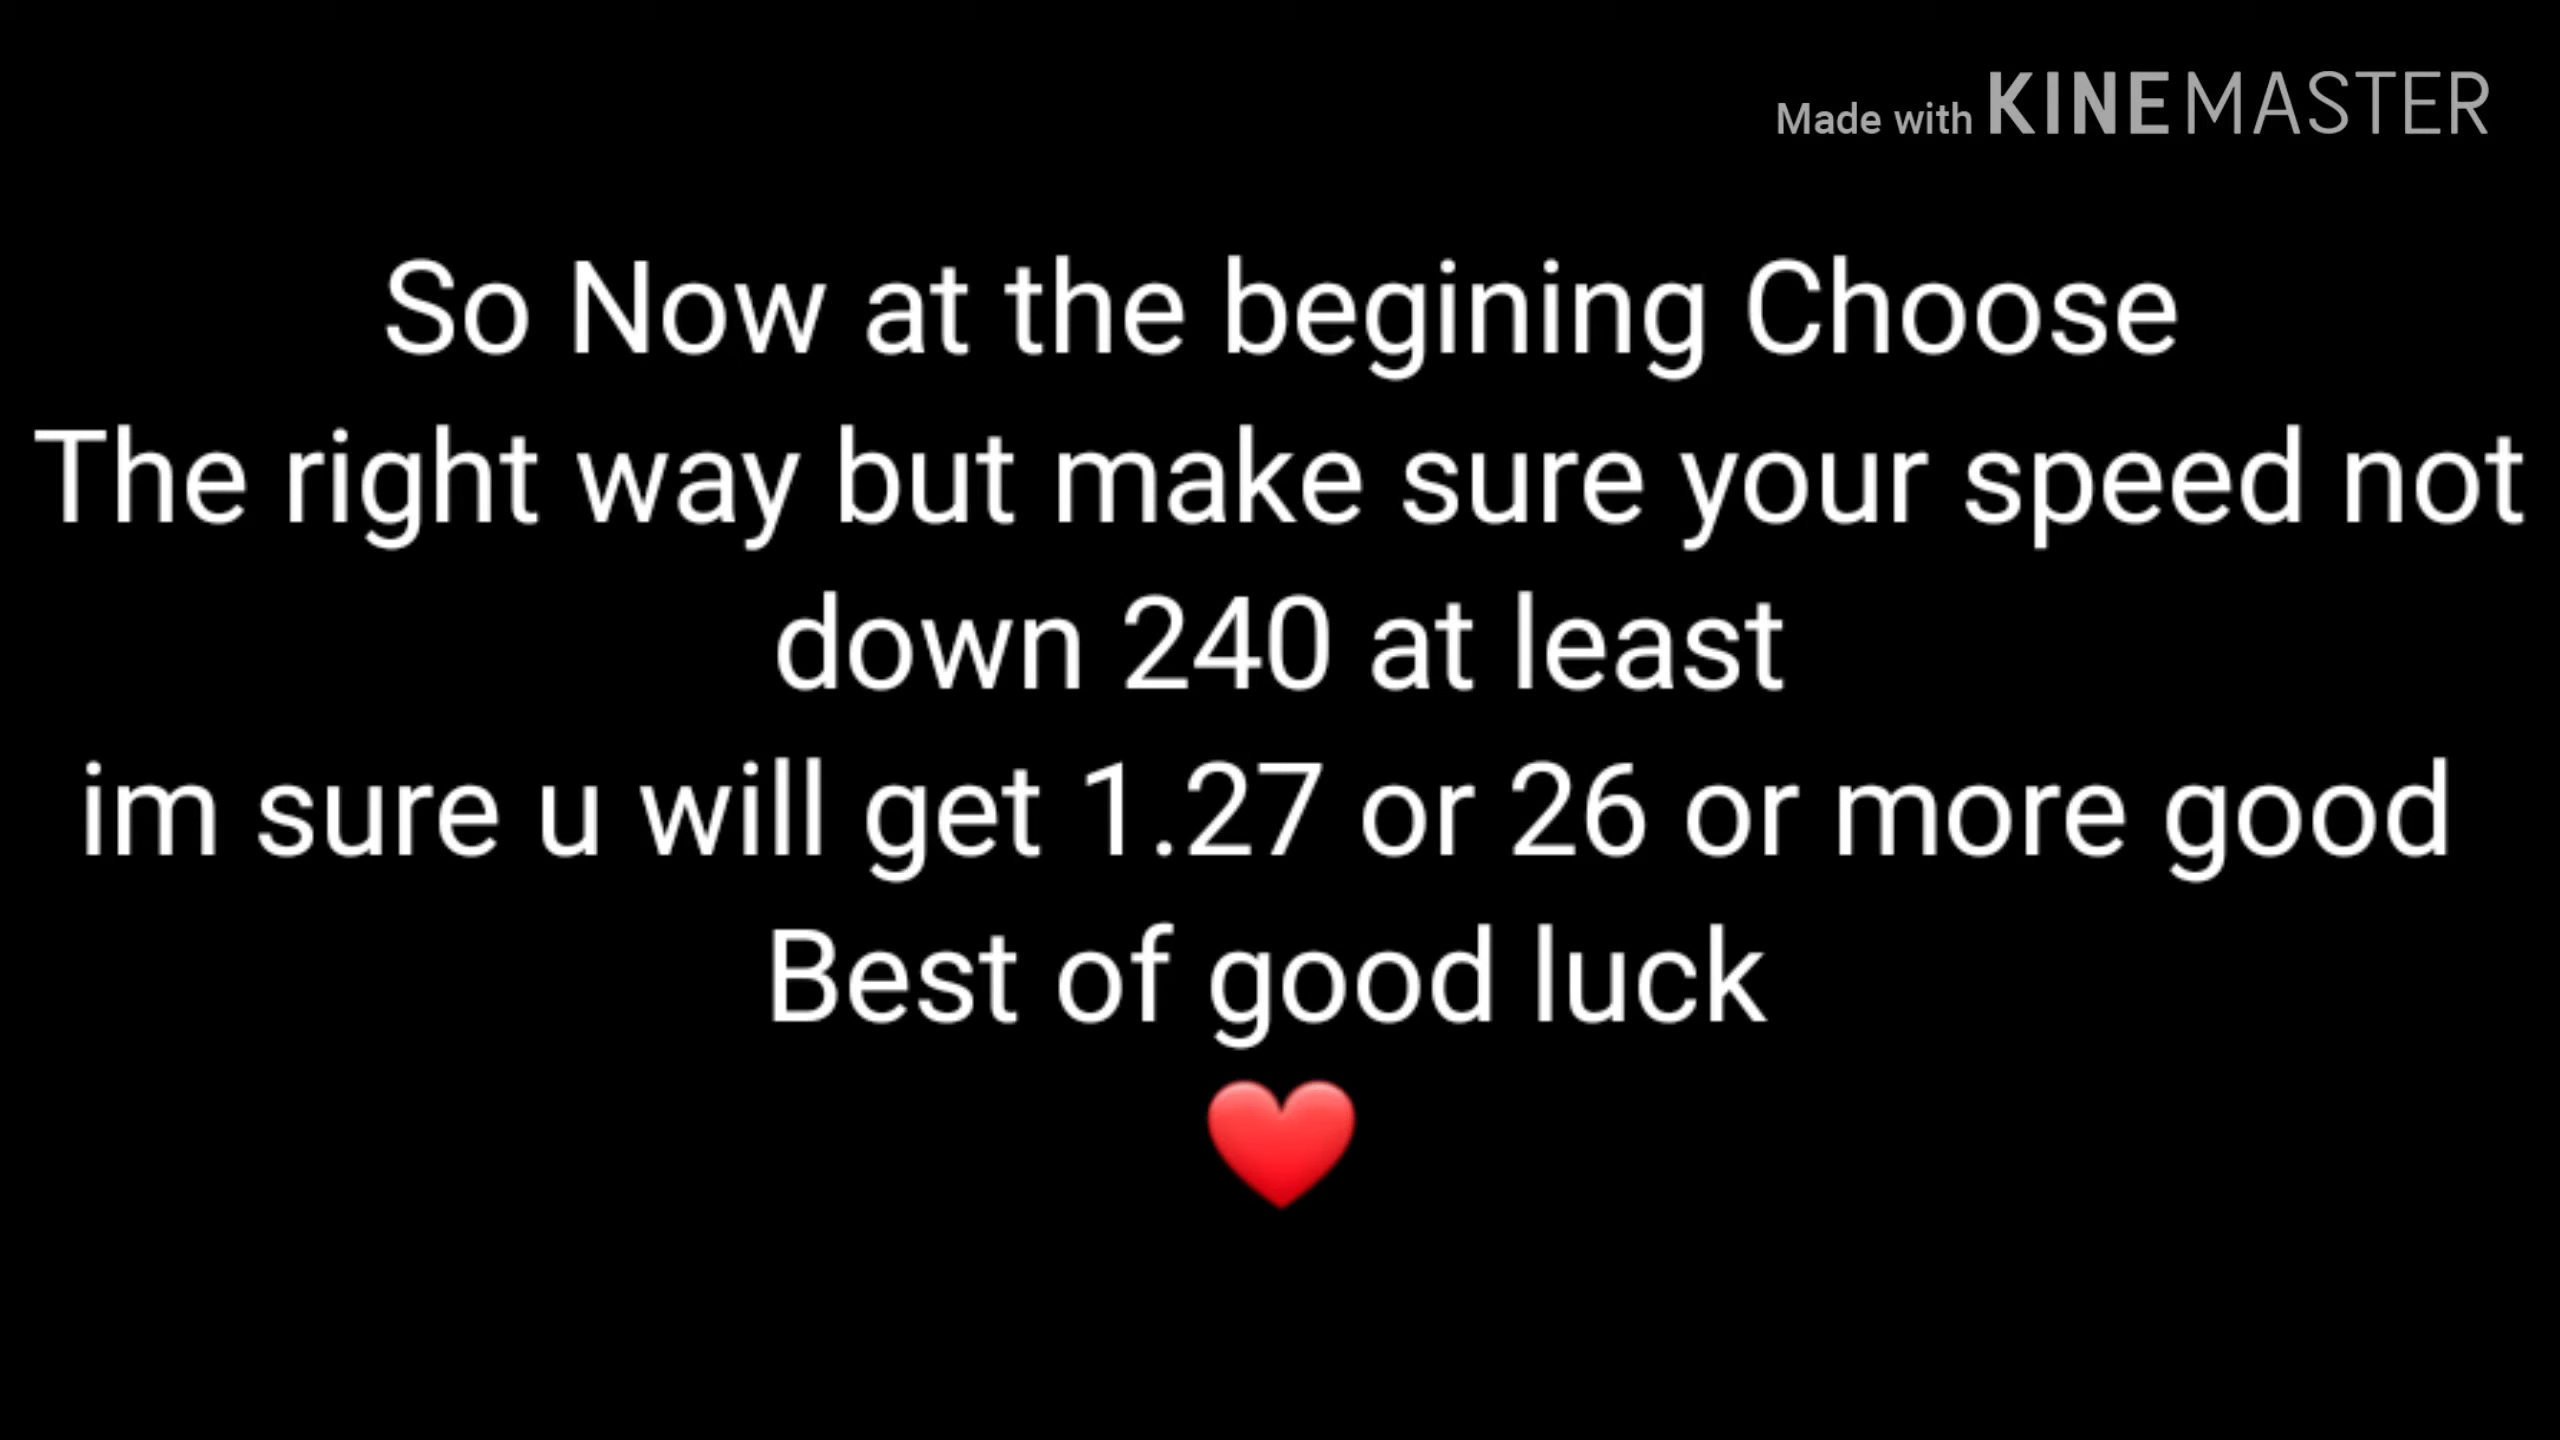 Made with KINEMASTER
So Now at the begining Choose
The right way but make sure your speed not
down 240 at least
im sure u will get 1.27 or 26 or more good
Best of good luck
❤️